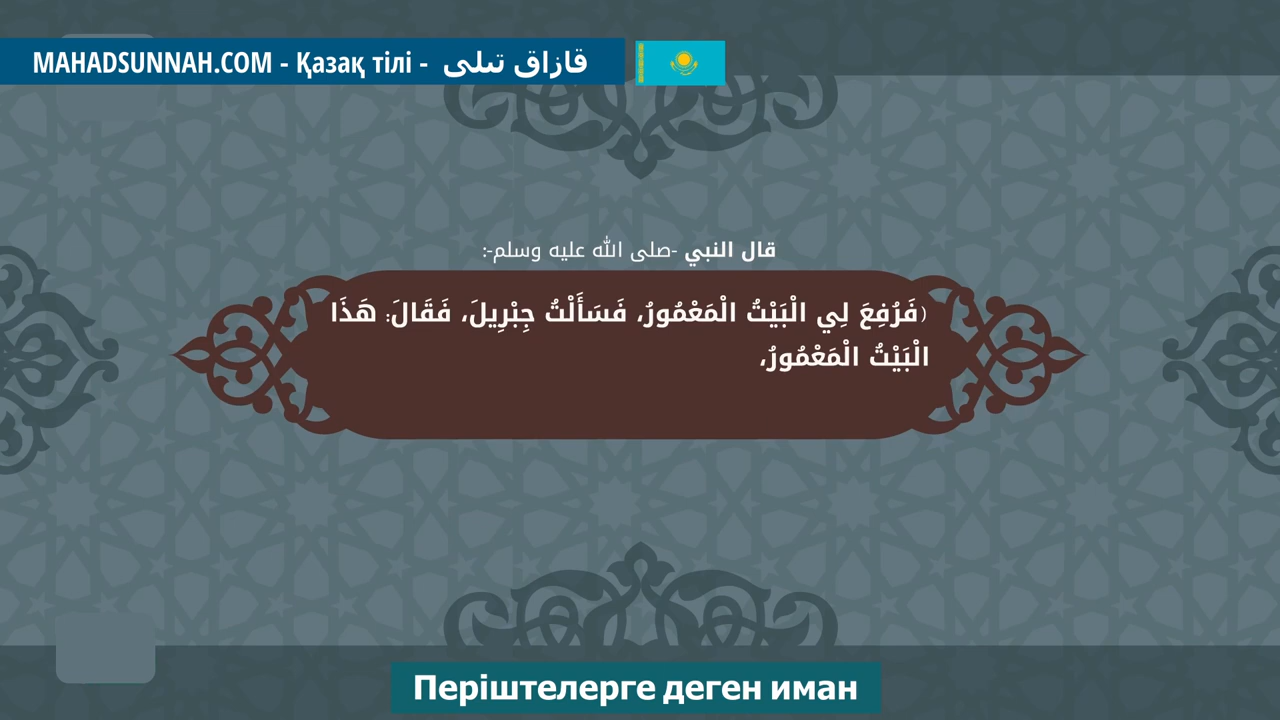 MAHADSUNNAH.COM - Қазақ тілі - قازاق تىلى
قال النبي -صلى الله عليه وسلم-:
(فَرُفِعَ لِي الْبَيْتُ الْمَعْمُورُ، فَسَأَلْتُ جِبْرِيلَ، فَقَالَ: هَذَا
الْبَيْتُ الْمَعْمُورُ،
Періштелерге деген иман